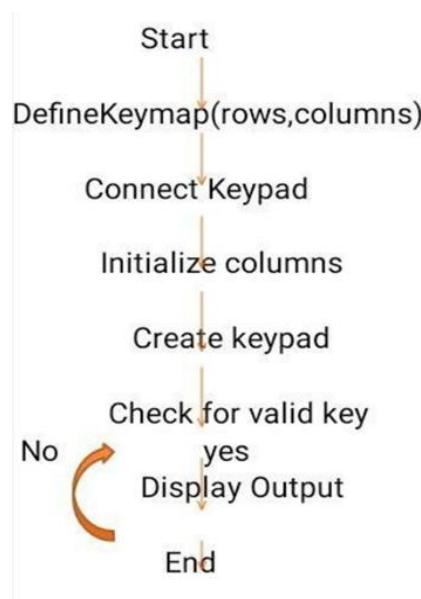 Start
DefineKeymap(rows,columns)
Connect Keypad
Initialize columns
Create keypad
Check for valid key
No
yes
Display Output
End